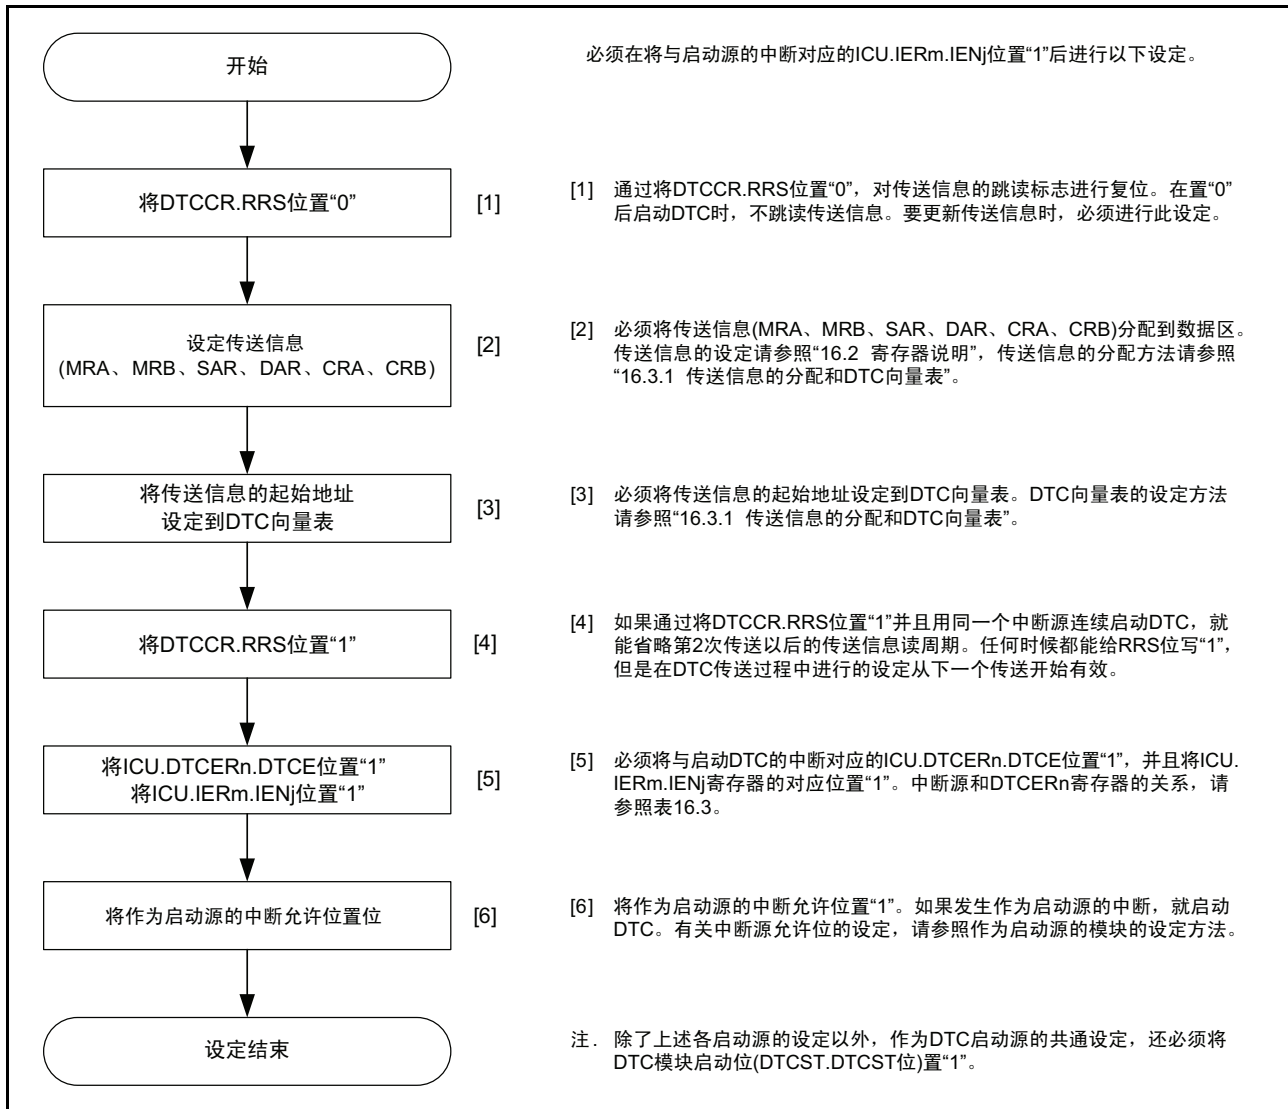 开始
必须在将与启动源的中断对应的ICU.IERm.IENj位置“1”后进行以下设定。
将DTCCR.RRS位置“0”
[1]
[1] 通过将DTCCR.RRS位置“0”，对传送信息的跳读标志进行复位。在置“0”
后启动DTC时，不跳读传送信息。要更新传送信息时，必须进行此设定。
设定传送信息
(MRA、MRB、SAR、DAR、CRA、CRB)
[2]
[2] 必须将传送信息(MRA、MRB、SAR、DAR、CRA、CRB)分配到数据区。
传送信息的设定请参照“16.2 寄存器说明”，传送信息的分配方法请参照
“16.3.1 传送信息的分配和DTC向量表”。
将传送信息的起始地址
设定到DTC向量表
[3]
[3] 必须将传送信息的起始地址设定到DTC向量表。DTC向量表的设定方法
请参照“16.3.1 传送信息的分配和DTC向量表”。
将DTCCR.RRS位置“1”
[4]
[4] 如果通过将DTCCR.RRS位置“1”并且用同一个中断源连续启动DTC，就
能省略第2次传送以后的传送信息读周期。任何时候都能给RRS位写“1”，
但是在DTC传送过程中进行的设定从下一个传送开始有效。
将ICU.DTCERn.DTCE位置“1”
将ICU.IERm.IENj位置“1”
[5]
[5] 必须将与启动DTC的中断对应的ICU.DTCERn.DTCE位置“1”，并且将ICU.
IERm.IENj寄存器的对应位置“1”。中断源和DTCERn寄存器的关系，请
参照表16.3。
将作为启动源的中断允许位置位
[6]
[6] 将作为启动源的中断允许位置“1”。如果发生作为启动源的中断，就启动
DTC。有关中断源允许位的设定，请参照作为启动源的模块的设定方法。
设定结束
注. 除了上述各启动源的设定以外，作为DTC启动源的共通设定，还必须将
DTC模块启动位(DTCST.DTCST位)置“1”。